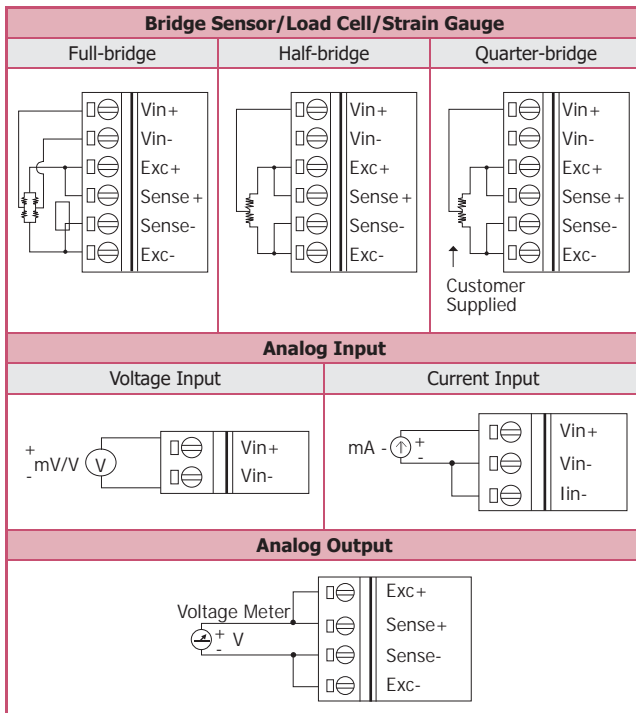 Bridge Sensor/Load Cell/Strain Gauge
Full-bridge
Half-bridge
Quarter-bridge
Vin+
Vin-
Exc+
Sense +
Sense-
Exc-
Vin+
Vin-
Exc+
Sense +
Sense-
Exc-
Vin+
Vin-
Exc+
Sense +
Sense-
Exc-
Customer
Supplied
Analog Input
Voltage Input
Current Input
+
mV/V
-
V
Vin+
Vin-
mA -
+
-
Vin+
Vin-
Iin-
Analog Output
Voltage Meter
+
V
-
Exc+
Sense+
Sense-
Exc-